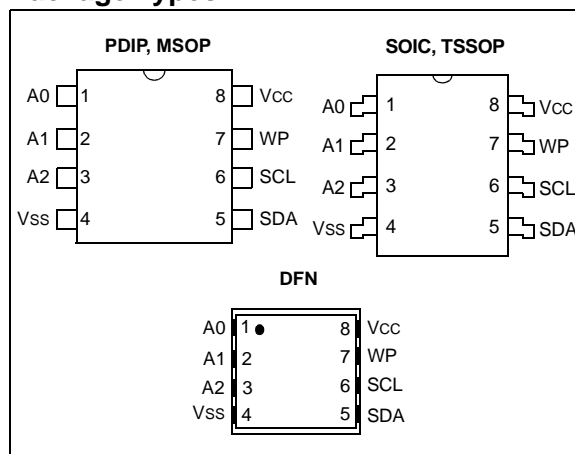 PDIP, MSOP
A0 1 8 VCC
A1 2 7 WP
A2 3 6 SCL
VSS 4 5 SDA
SOIC, TSSOP
A0 1 8 VCC
A1 2 7 WP
A2 3 6 SCL
VSS 4 5 SDA
DFN
A0 1 8 VCC
A1 2 7 WP
A2 3 6 SCL
VSS 4 5 SDA